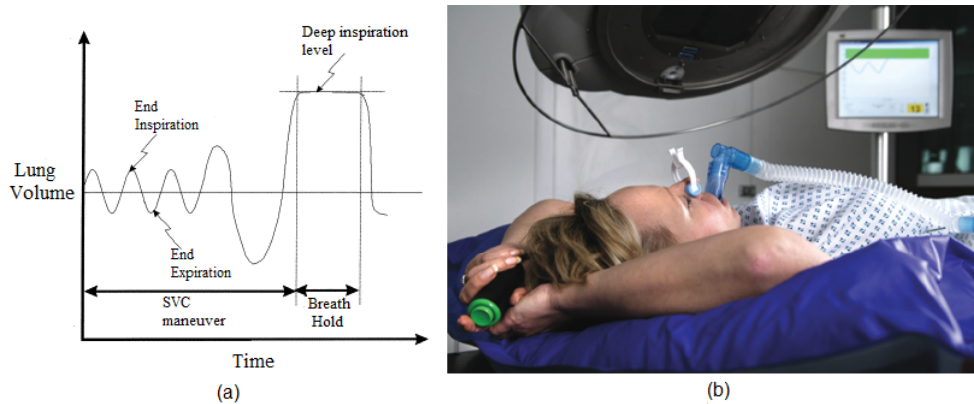 Deep inspiration
level
End
Inspiration
Lung
Volume
End
Expiration
SVC
maneuver
Breath
Hold
Time
(a)
13
(b)